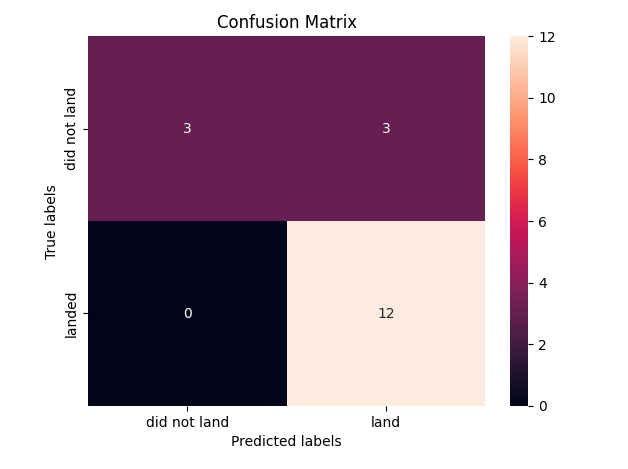 Confusion Matrix
True labels
did not land
landed
3
3
0
12
did not land
land
Predicted labels
12
10
8
6
4
2
0